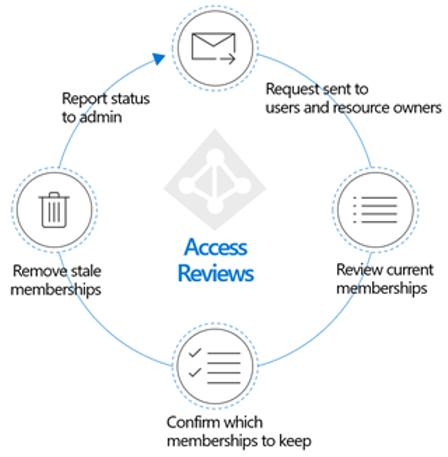 Request sent to
users and resource owners
Review current
memberships
Confirm which
memberships to keep
Remove stale
memberships
Report status
to admin
Access
Reviews